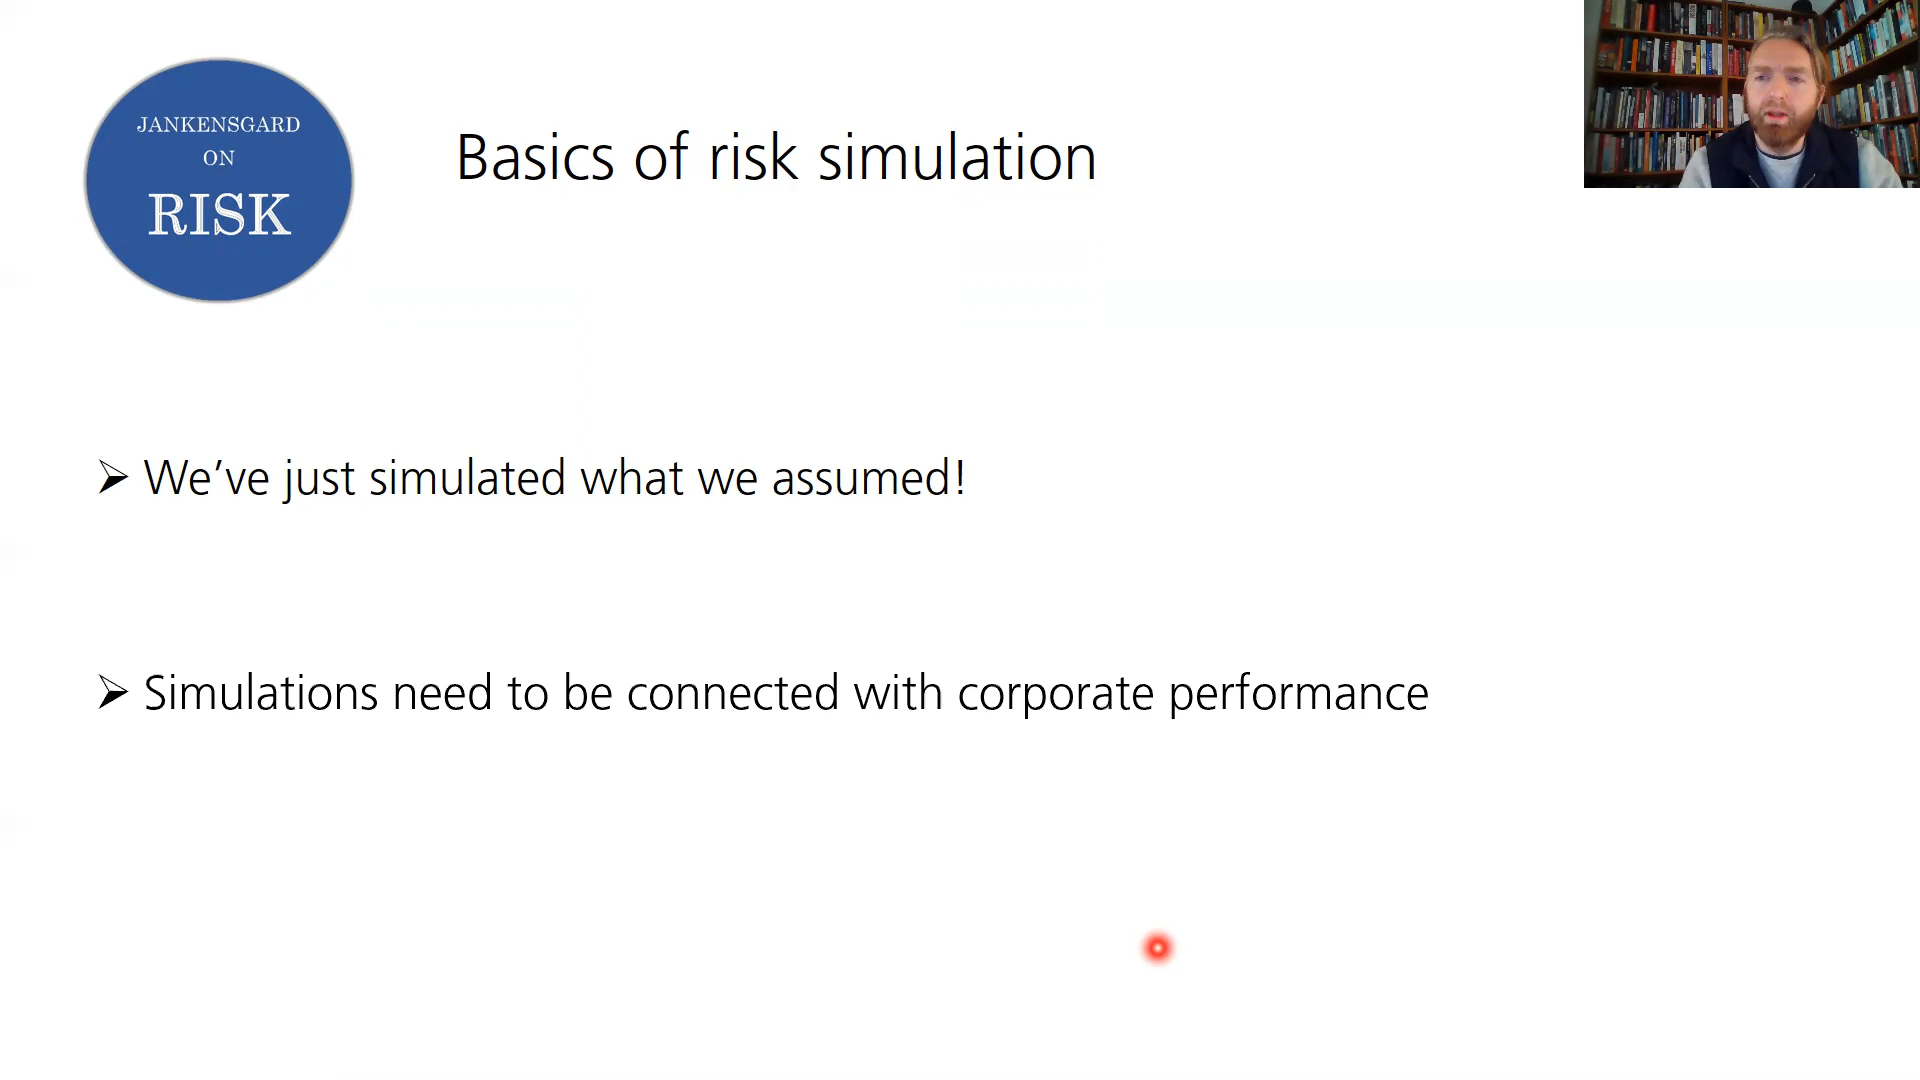 JANKENSGARD
ON
RISK
Basics of risk simulation
We’ve just simulated what we assumed!
Simulations need to be connected with corporate performance